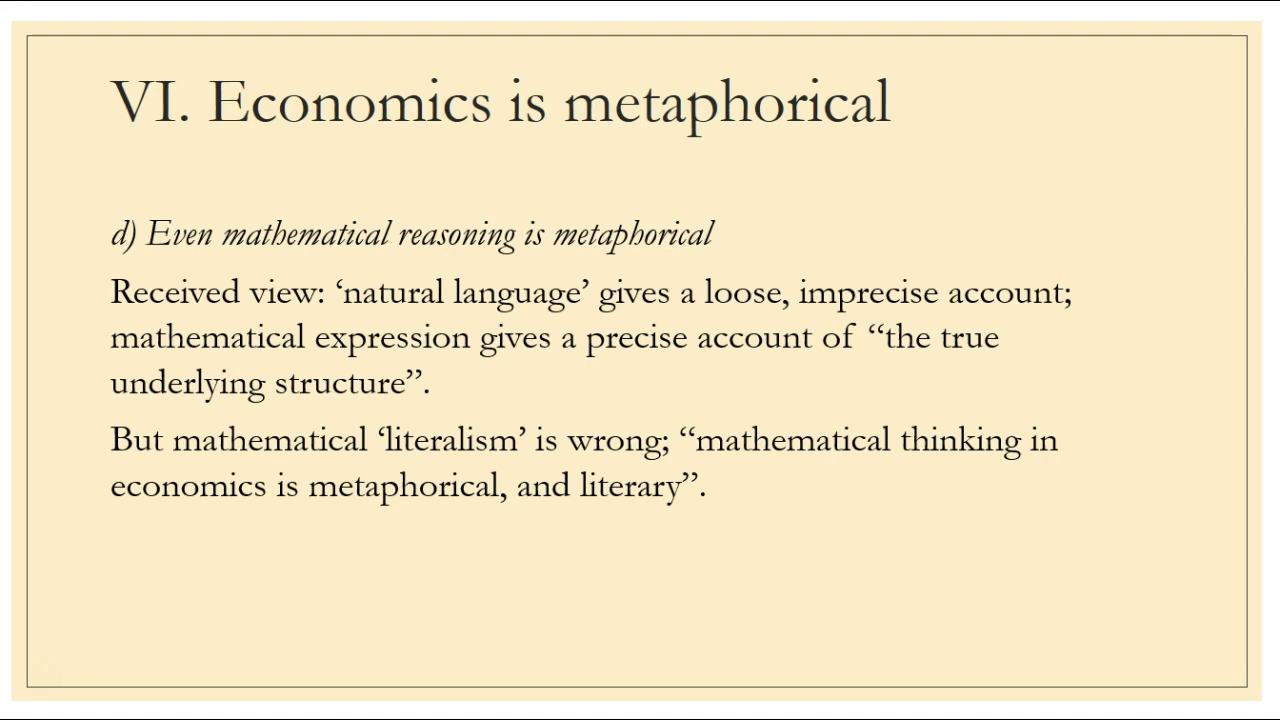 VI. Economics is metaphorical
d) Even mathematical reasoning is metaphorical
Received view: ‘natural language’ gives a loose, imprecise account;
mathematical expression gives a precise account of “the true
underlying structure”.
But mathematical ‘literalism’ is wrong; “mathematical thinking in
economics is metaphorical, and literary”.